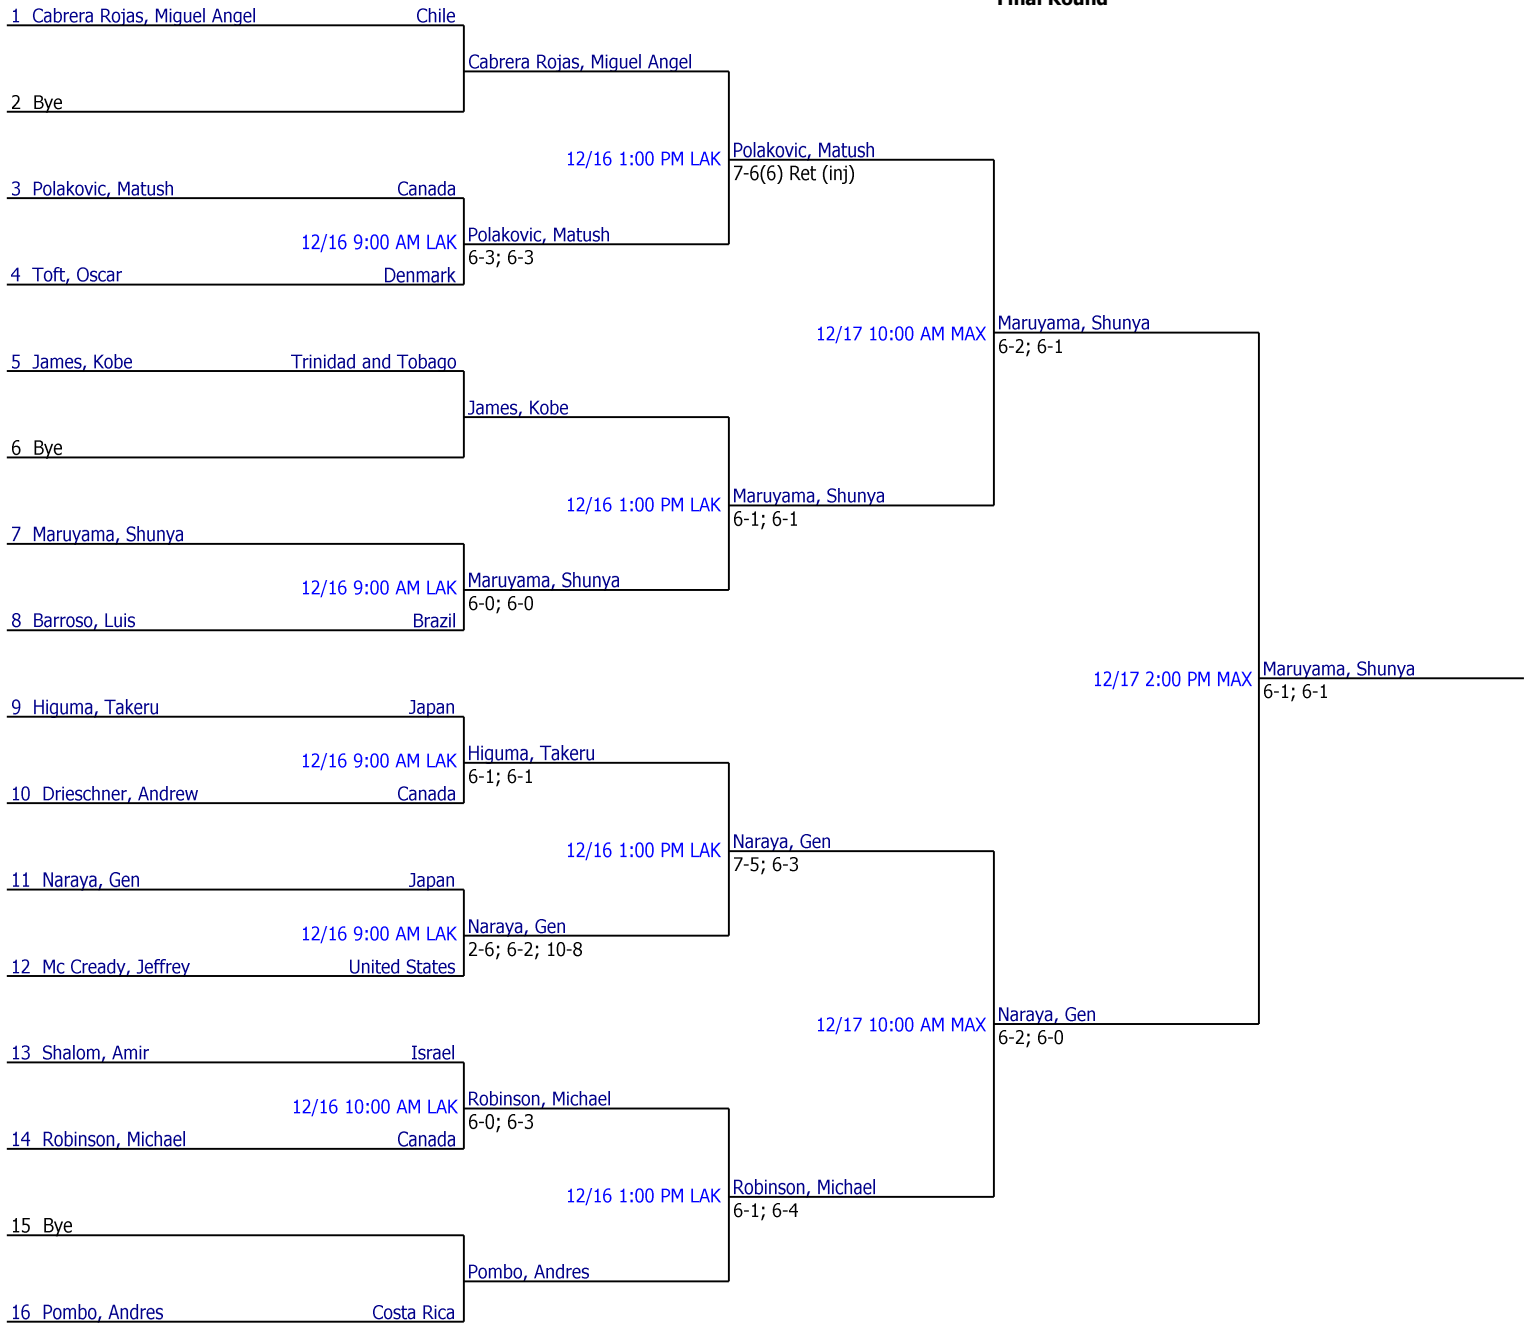 Final Round
1 Cabrera Rojas, Miguel Angel Chile
Cabrera Rojas, Miguel Angel
2 Bye
12/16 1:00 PM LAK Polakovic, Matush
7-6(6) Ret (inj)
3 Polakovic, Matush Canada
12/16 9:00 AM LAK Polakovic, Matush
6-3; 6-3
4 Toft, Oscar Denmark
12/17 10:00 AM MAX Maruyama, Shunya
6-2; 6-1
5 James, Kobe Trinidad and Tobago
James, Kobe
6 Bye
12/16 1:00 PM LAK Maruyama, Shunya
6-1; 6-1
7 Maruyama, Shunya
12/16 9:00 AM LAK Maruyama, Shunya
6-0; 6-0
8 Barroso, Luis Brazil
12/17 2:00 PM MAX Maruyama, Shunya
6-1; 6-1
9 Higuma, Takeru Japan
12/16 9:00 AM LAK Higuma, Takeru
6-1; 6-1
10 Drieschner, Andrew Canada
12/16 1:00 PM LAK Naraya, Gen
7-5; 6-3
11 Naraya, Gen Japan
12/16 9:00 AM LAK Naraya, Gen
2-6; 6-2; 10-8
12 Mc Cready, Jeffrey United States
12/17 10:00 AM MAX Naraya, Gen
6-2; 6-0
13 Shalom, Amir Israel
12/16 10:00 AM LAK Robinson, Michael
6-0; 6-3
14 Robinson, Michael Canada
12/16 1:00 PM LAK Robinson, Michael
6-1; 6-4
15 Bye
Pombo, Andres
16 Pombo, Andres Costa Rica